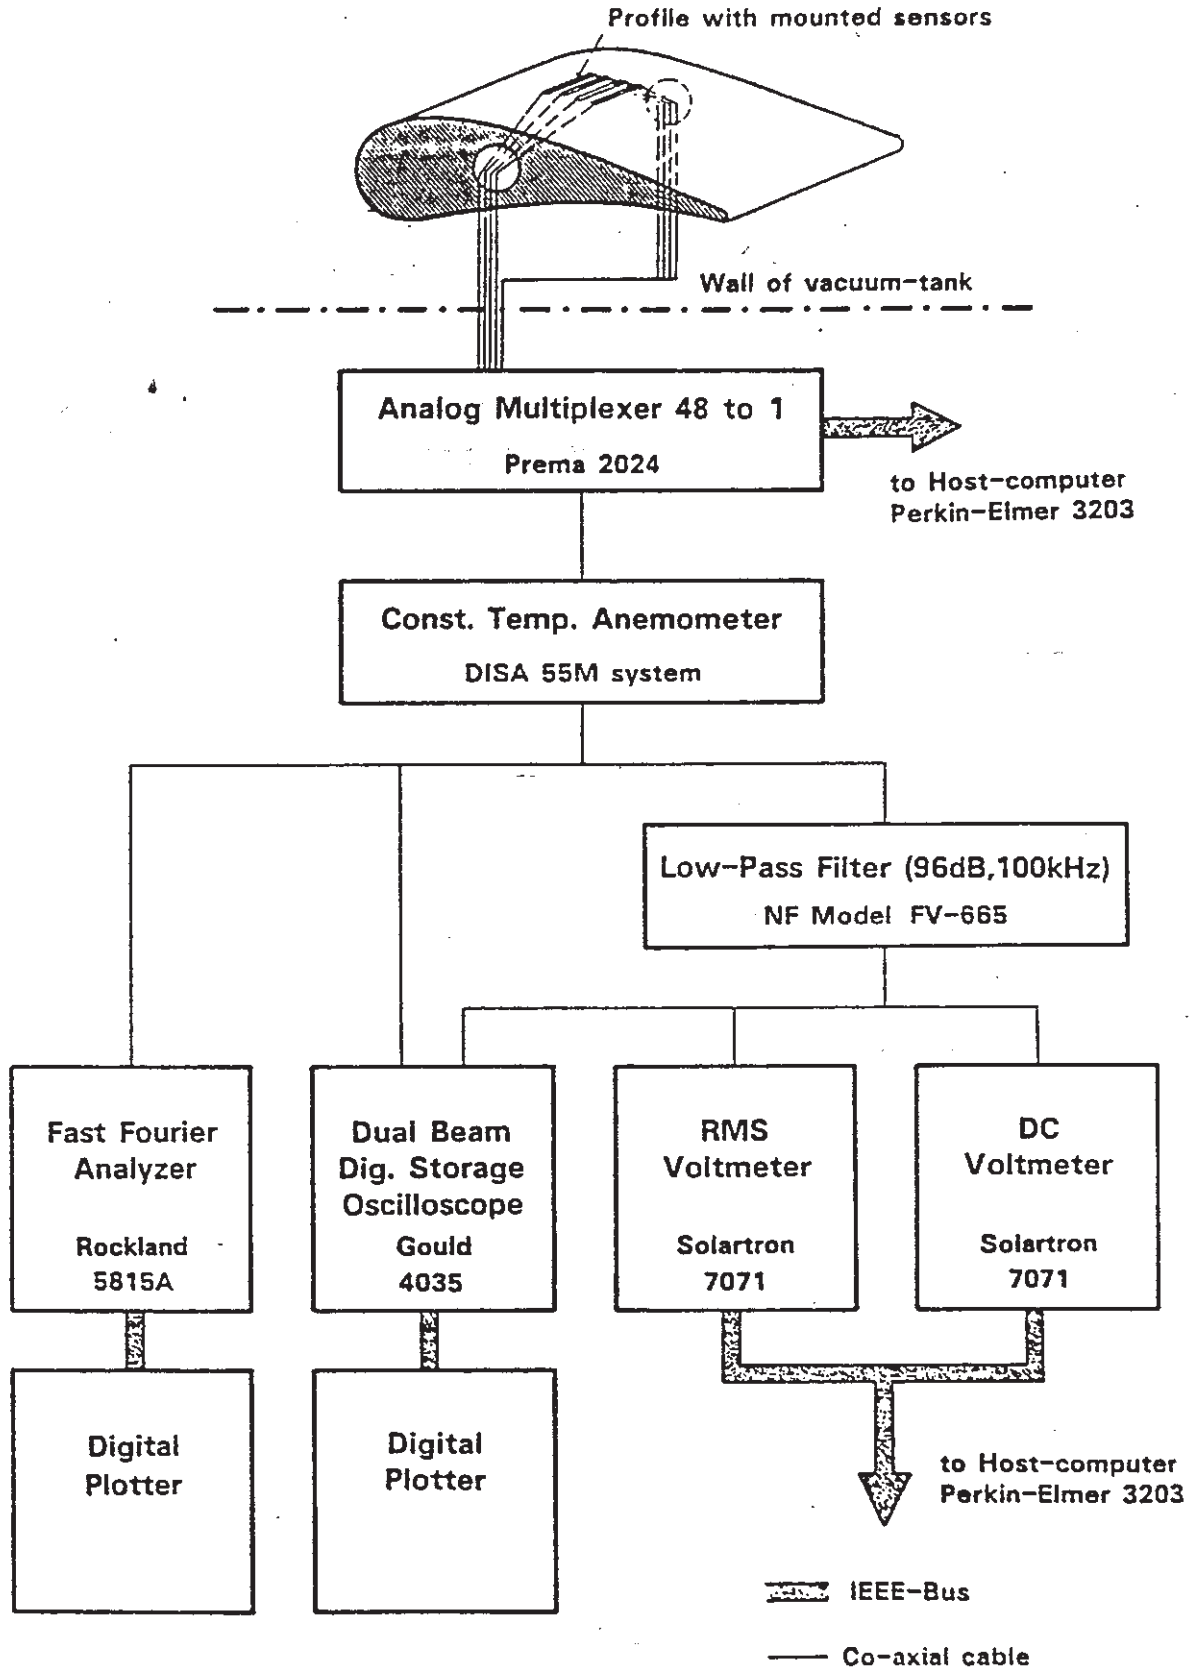 Profile with mounted sensors
Wall of vacuum-tank
Analog Multiplexer 48 to 1
Prema 2024
to Host-computer
Perkin-Elmer 3203
Const. Temp. Anemometer
DISA 55M system
Low-Pass Filter (96dB,100kHz)
NF Model FV-665
Fast Fourier
Analyzer
Rockland
5815A
Dual Beam
Dig. Storage
Oscilloscope
Gould
4035
RMS
Voltmeter
Solartron
7071
DC
Voltmeter
Solartron
7071
Digital
Plotter
Digital
Plotter
to Host-computer
Perkin-Elmer 3203
IEEE-Bus
Co-axial cable